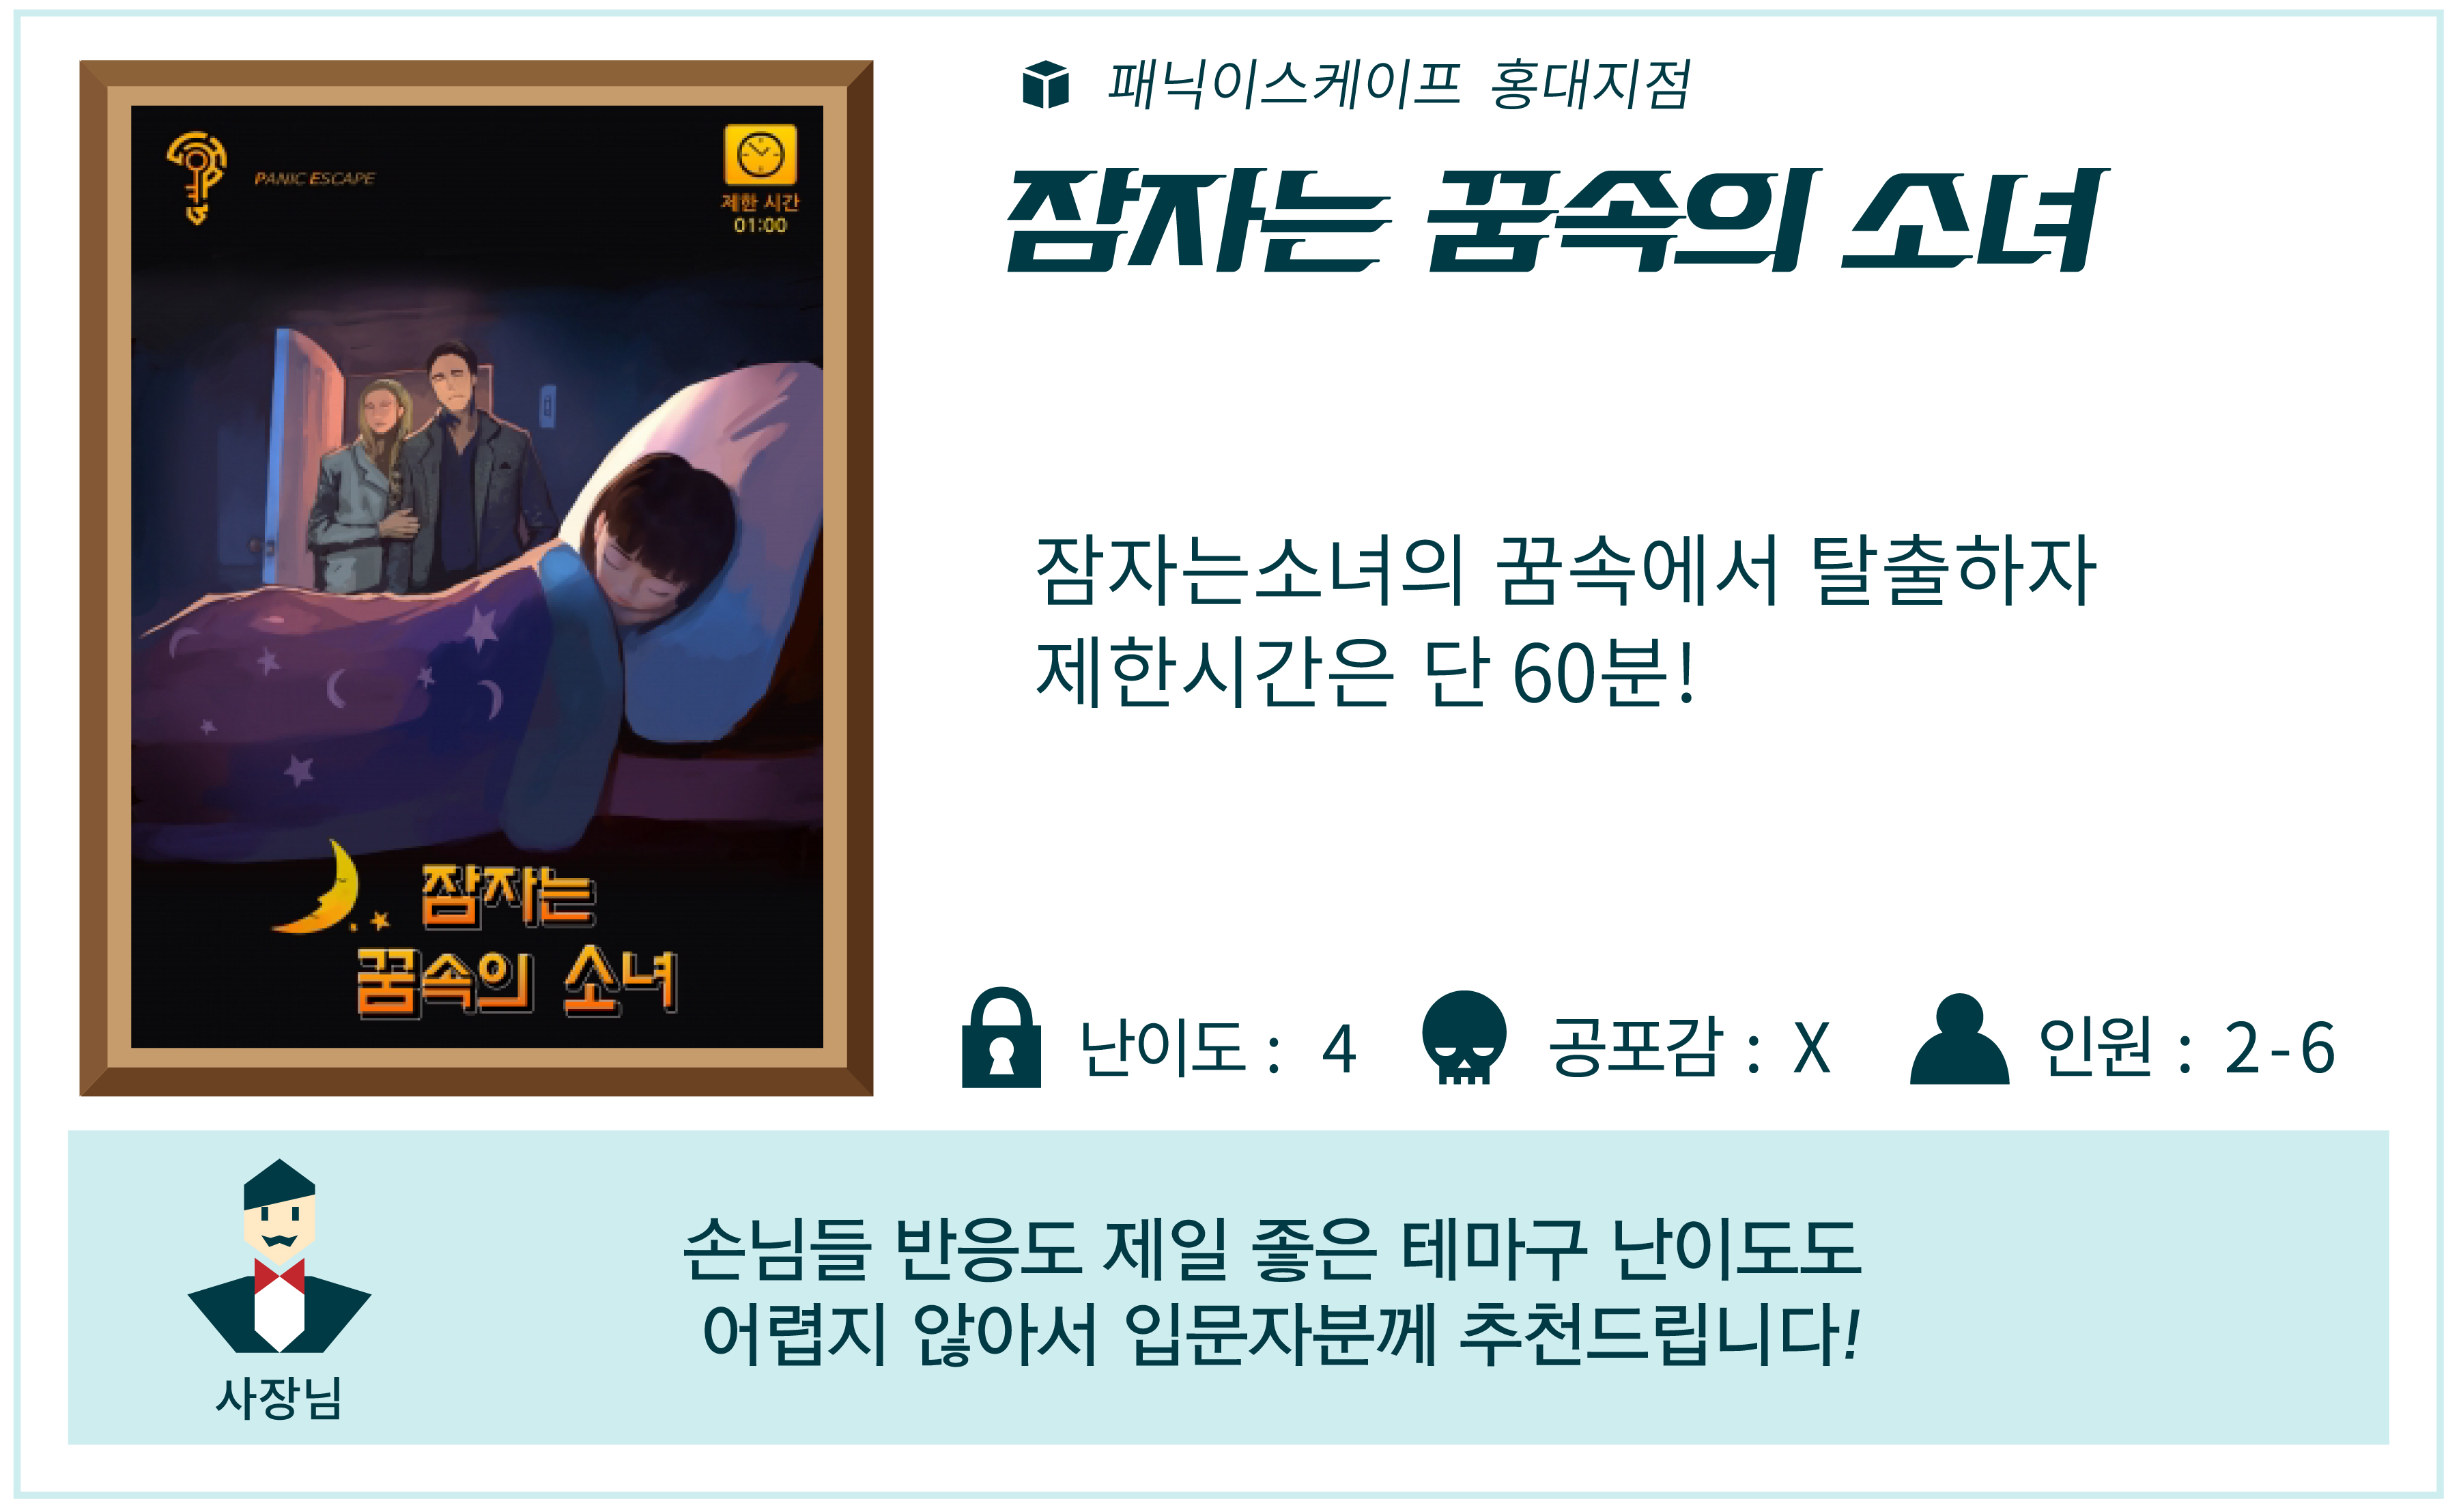 PANIC ESCAPE
제한 시간
01:00
잠자는
꿈속의 소녀
패닉이스케이프 홍대지점
잠자는 꿈속의 소녀
잠자는소녀의 꿈속에서 탈출하자
제한시간은 단 60분!
난이도 : 4 공포감 : X 인원 : 2-6
사장님
손님들 반응도 제일 좋은 테마구 난이도도
어렵지 않아서 입문자분께 추천드립니다!